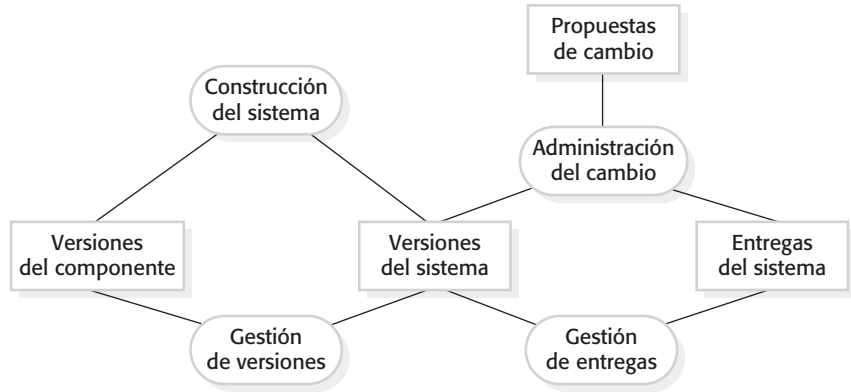 Propuestas
de cambio
Construcción
del sistema
Administración
del cambio
Versiones
del componente
Versiones
del sistema
Entregas
del sistema
Gestión
de versiones
Gestión
de entregas